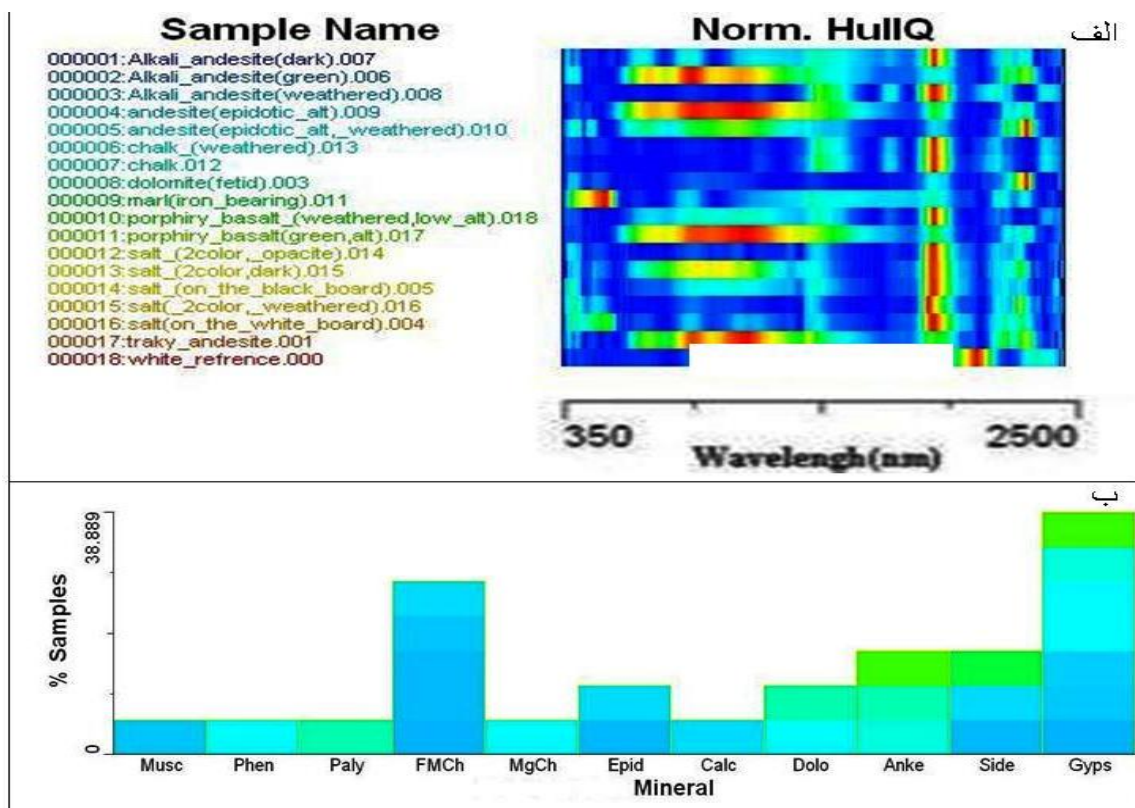 Sample Name
Norm. HullQ
الف
000001:Alkali_andesite(dark).007
000002:Alkali_andesite(green).006
000003:Alkali_andesite(weathered).008
000004:andesite(epidotic_alt).009
000005:andesite(epidotic_alt,_weathered).010
000006:chalk_(weathered).013
000007:chalk.012
000008:dolomite(fetid).003
000009:marl(iron_bearing).011
000010:porphiry_basalt_(weathered,low_alt).018
000011:porphiry_basalt(green,alt).017
000012:salt_(2color,_opacite).014
000013:salt_(2color,dark).015
000014:salt_(on_the_black_board).005
000015:salt(_2color,_weathered).016
000016:salt(on_the_white_board).004
000017:traky_andesite.001
000018:white_refrence.000
350
2500
Wavelengh(nm)
ب
38.889
% Samples
0
Musc Phen Paly FMCh MgCh Epid Calc Dolo Anke Side Gyps
Mineral